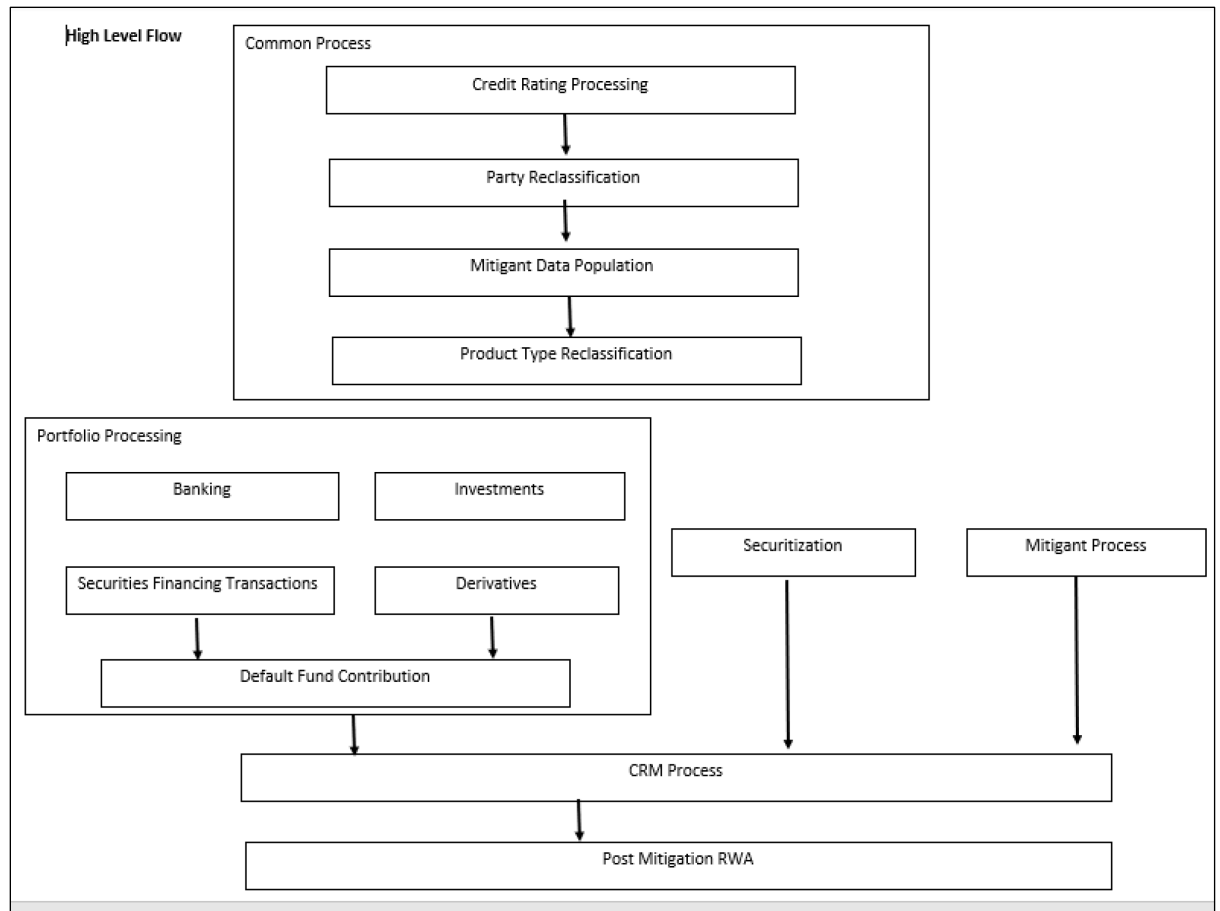 High Level Flow
Common Process
Credit Rating Processing
Party Reclassification
Mitigant Data Population
Product Type Reclassification
Portfolio Processing
Banking
Investments
Securitization
Mitigant Process
Securities Financing Transactions
Derivatives
Default Fund Contribution
CRM Process
Post Mitigation RWA